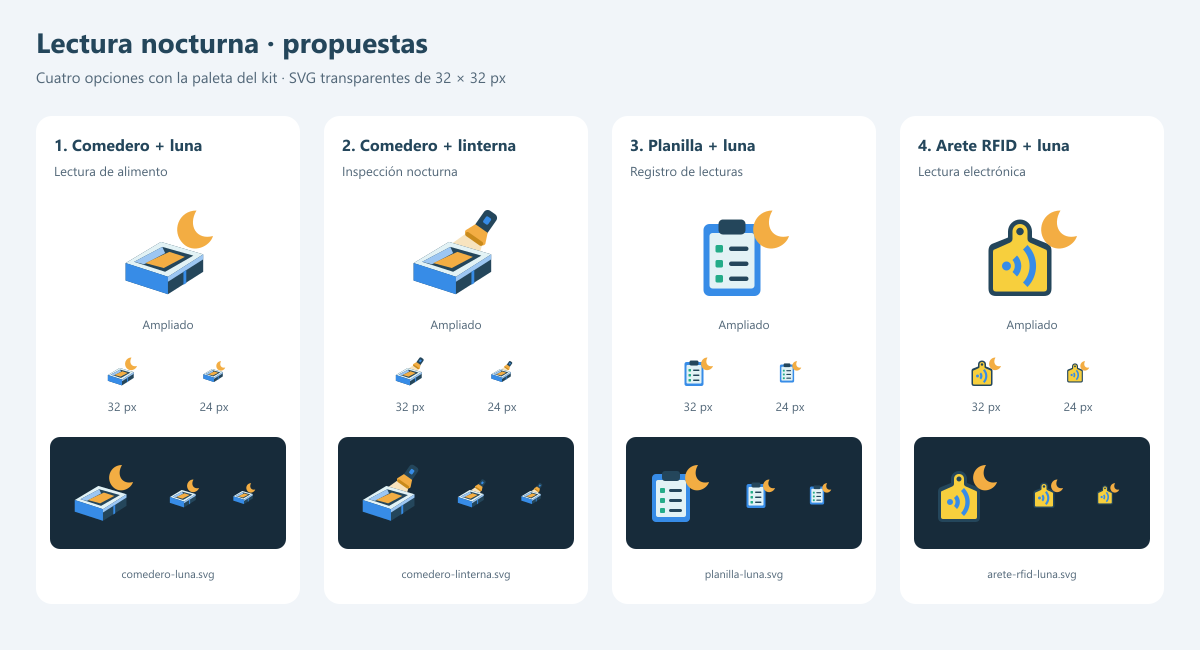 Lectura nocturna · propuestas
Cuatro opciones con la paleta del kit · SVG transparentes de 32 × 32 px
1. Comedero + luna
Lectura de alimento
Ampliado
32 px
24 px
comedero-luna.svg
2. Comedero + linterna
Inspección nocturna
Ampliado
32 px
24 px
comedero-linterna.svg
3. Planilla + luna
Registro de lecturas
Ampliado
32 px
24 px
planilla-luna.svg
4. Arete RFID + luna
Lectura electrónica
Ampliado
32 px
24 px
arete-rfid-luna.svg